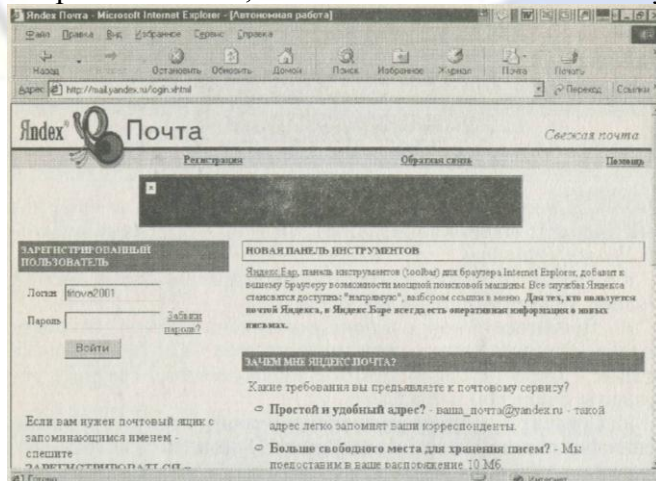 Яndex Почта - Microsoft Internet Explorer - [Автономная работа]
Файл Правка Вид Избранное Сервис Справка
Назад Остановить Обновить Домой Поиск Избранное Журнал Почта Печать
Адрес http://mail.yandex.ru/login.xhtml Переход Ссылки
Яndex Почта Свежая почта
Регистрация Обратная связь Помощь
ЗАРЕГИСТРИРОВАННЫЙ ПОЛЬЗОВАТЕЛЬ
Логин titova2001
Пароль Забыли пароль?
Войти
Если вам нужен почтовый ящик с
запоминающимся именем -
спешите
ЗАРЕГИСТРИРОВАТЬСЯ -
НОВАЯ ПАНЕЛЬ ИНСТРУМЕНТОВ
Яндекс.Бар, панель инструментов (toolbar) для браузера Internet Explorer, добавит к
вашему браузеру возможности мощной поисковой машины. Все службы Яндекса
становятся доступны "напрямую", выбором ссылки в меню. Для тех, кто пользуется
почтой Яндекса, в Яндекс.Баре всегда есть оперативная информация о новых
письмах.
ЗАЧЕМ МНЕ ЯНДЕКС.ПОЧТА?
Какие требования вы предъявляете к почтовому сервису?
Простой и удобный адрес? - ваша_почта@yandex.ru - такой
адрес легко запомнят ваши корреспонденты.
Больше свободного места для хранения писем? - Мы
предоставим в ваше распоряжение 10 Мб.
Готово Интернет